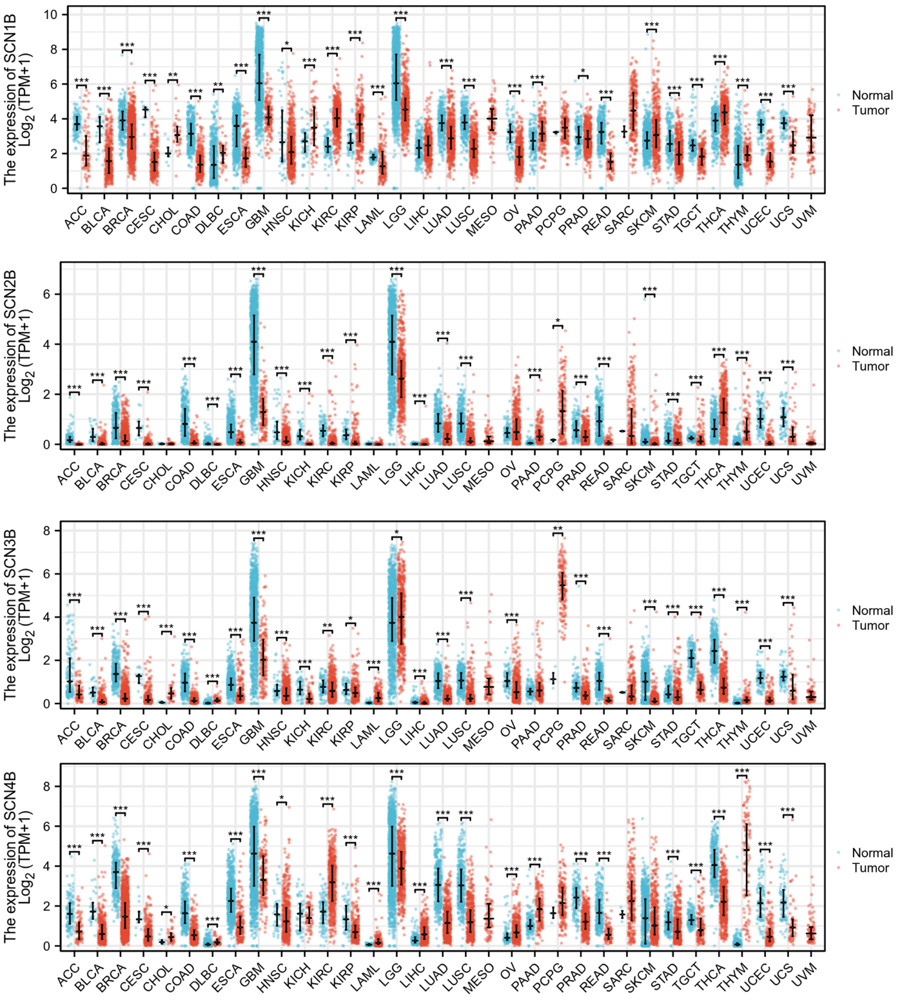 The expression of SCN1B
Log2 (TPM+1)
10
8
6
4
2
0
*** *** *** *** ** *** ** *** *** * *** *** *** *** *** *** *** *** *** * *** *** *** *** *** *** *** ***
ACC BLCA BRCA CESC CHOL COAD DLBC ESCA GBM HNSC KICH KIRC KIRP LAML LGG LIHC LUAD LUSC MESO OV PAAD PCPG PRAD READ SARC SKCM STAD TGCT THCA THYM UCEC UCS UVM
Normal
Tumor
The expression of SCN2B
Log2 (TPM+1)
6
4
2
0
*** *** *** *** *** *** *** *** *** *** *** *** *** *** *** *** *** * *** *** *** *** *** *** *** *** ***
ACC BLCA BRCA CESC CHOL COAD DLBC ESCA GBM HNSC KICH KIRC KIRP LAML LGG LIHC LUAD LUSC MESO OV PAAD PCPG PRAD READ SARC SKCM STAD TGCT THCA THYM UCEC UCS UVM
Normal
Tumor
The expression of SCN3B
Log2 (TPM+1)
8
6
4
2
0
*** *** *** *** *** *** *** *** *** *** *** ** * *** * *** *** *** *** ** *** *** *** *** *** *** *** *** ***
ACC BLCA BRCA CESC CHOL COAD DLBC ESCA GBM HNSC KICH KIRC KIRP LAML LGG LIHC LUAD LUSC MESO OV PAAD PCPG PRAD READ SARC SKCM STAD TGCT THCA THYM UCEC UCS UVM
Normal
Tumor
The expression of SCN4B
Log2 (TPM+1)
8
6
4
2
0
*** *** *** *** * *** *** *** *** * *** *** *** *** *** *** *** *** *** *** *** *** *** *** *** *** ***
ACC BLCA BRCA CESC CHOL COAD DLBC ESCA GBM HNSC KICH KIRC KIRP LAML LGG LIHC LUAD LUSC MESO OV PAAD PCPG PRAD READ SARC SKCM STAD TGCT THCA THYM UCEC UCS UVM
Normal
Tumor